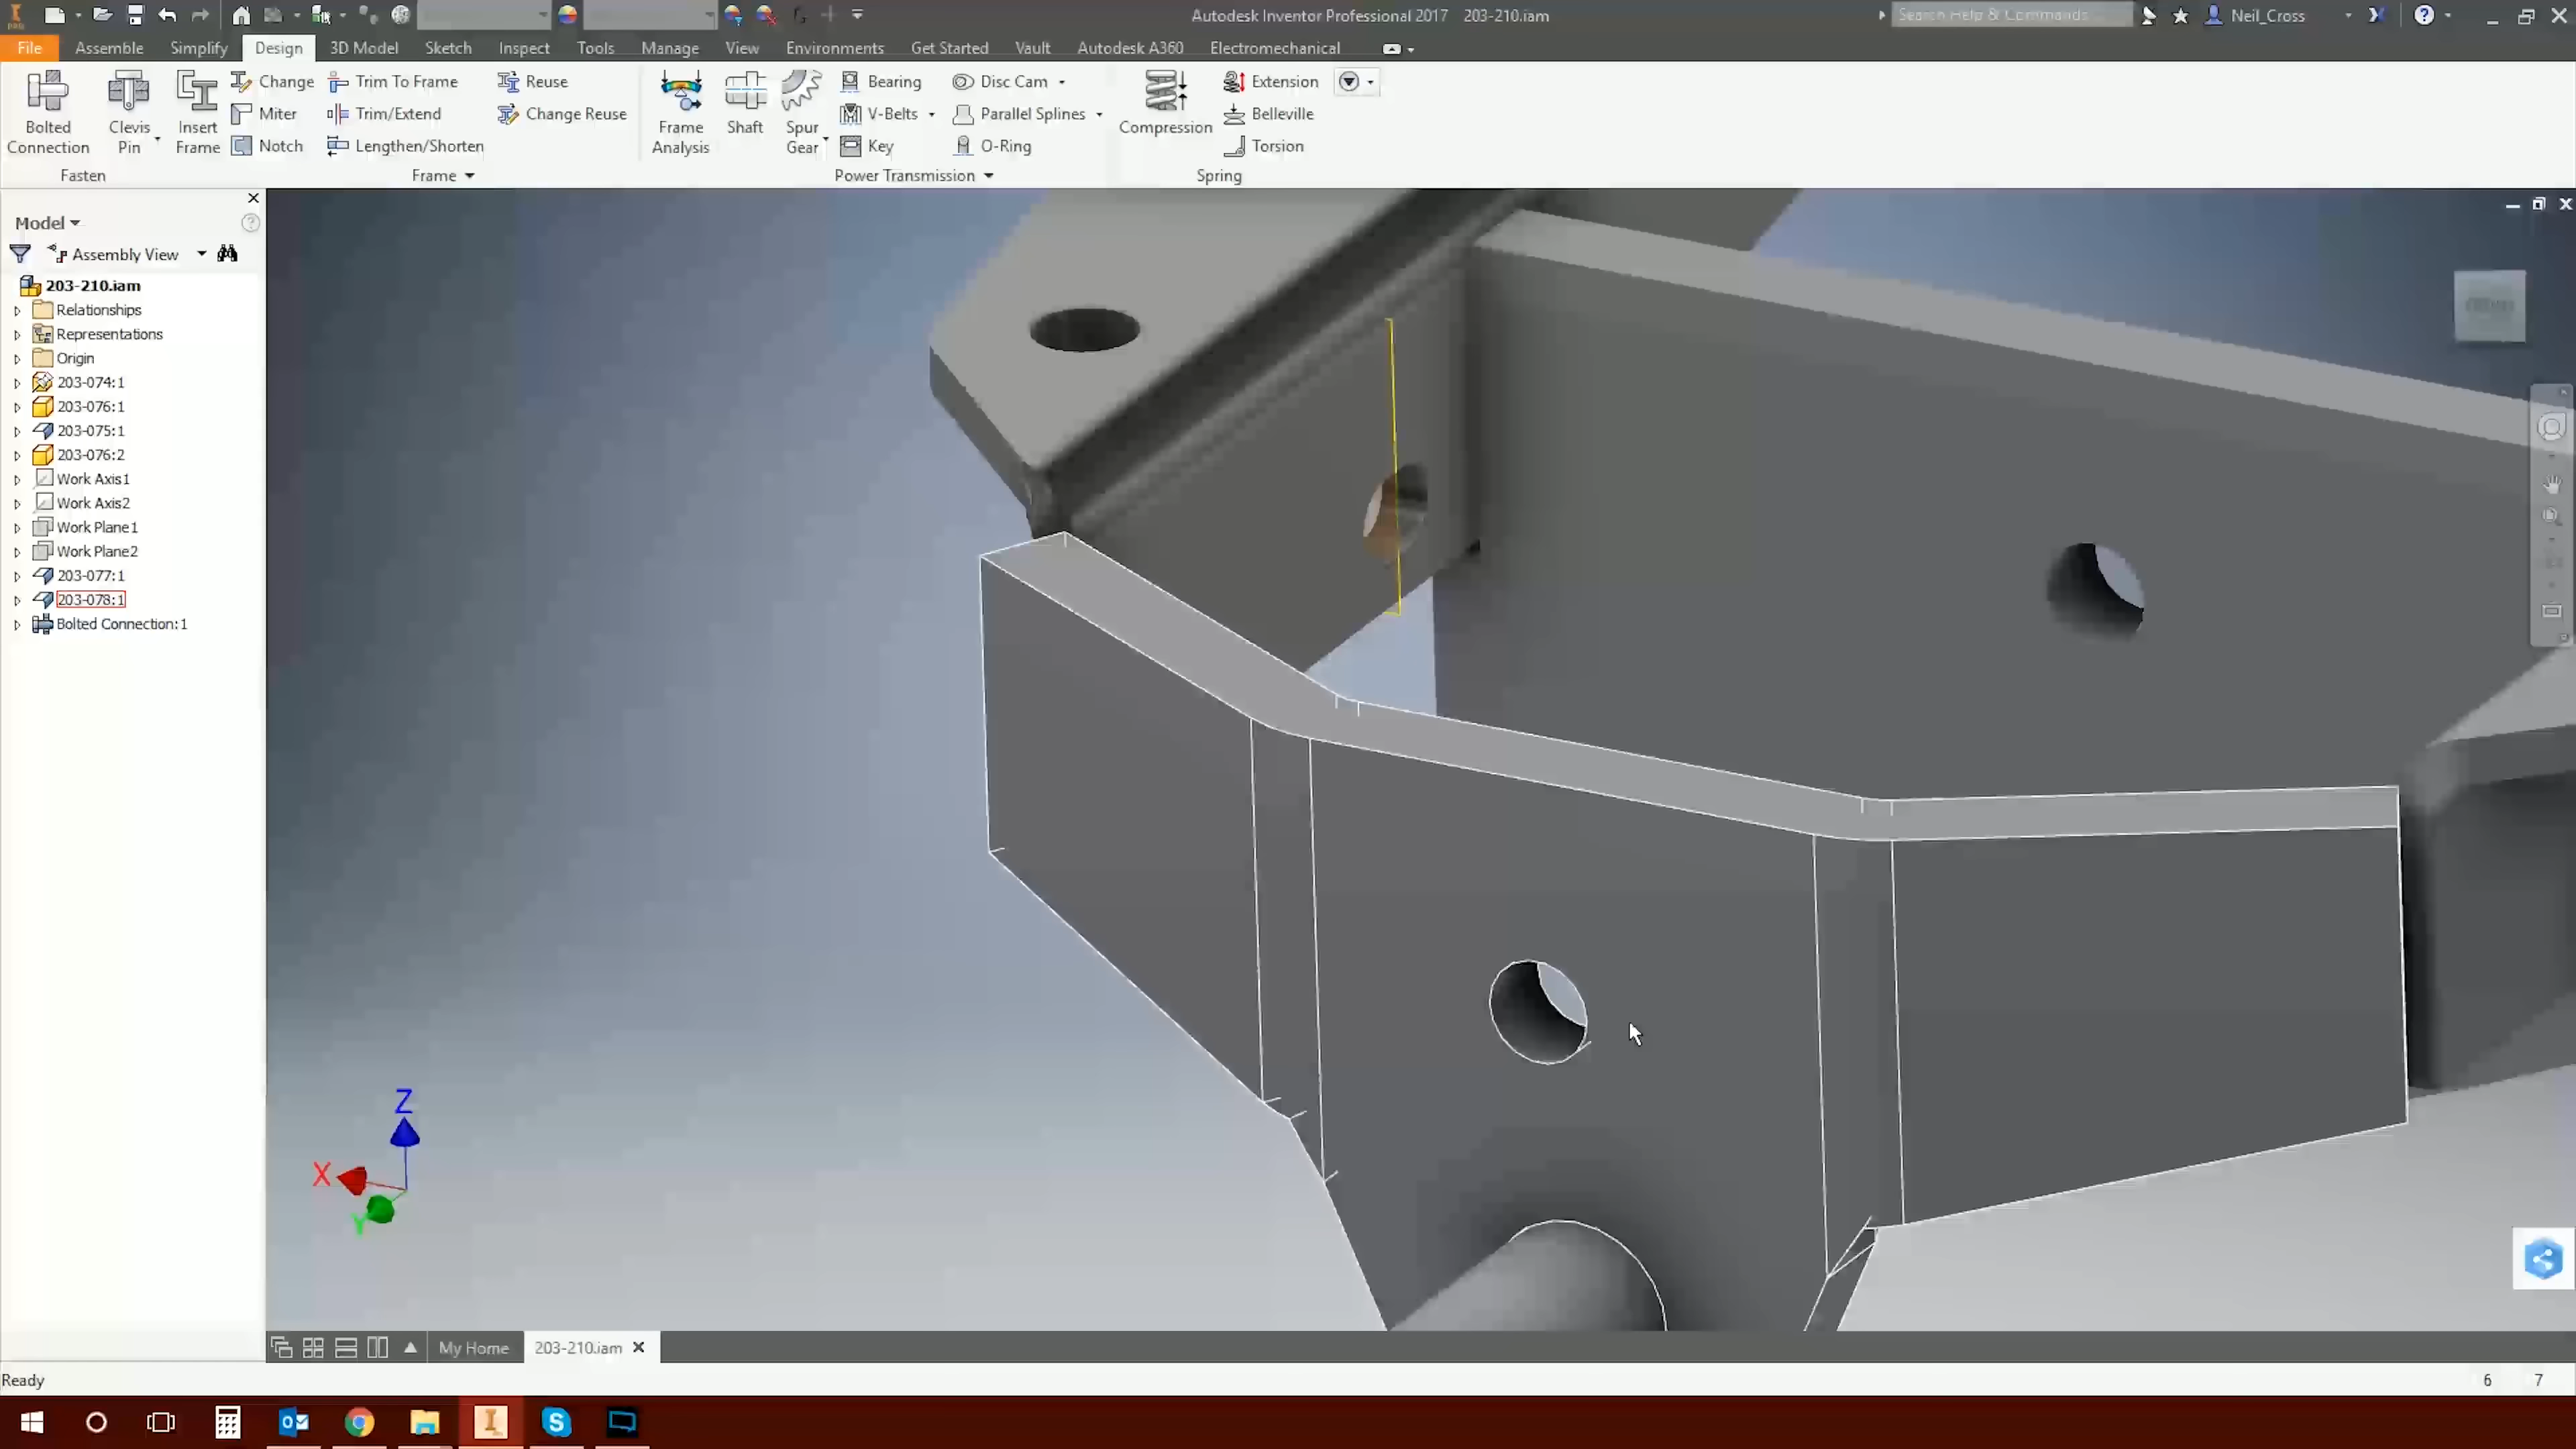 Autodesk Inventor Professional 2017 203-210.iam
Search Help & Commands...
Neil_Cross
File Assemble Simplify Design 3D Model Sketch Inspect Tools Manage View Environments Get Started Vault Autodesk A360 Electromechanical
Bolted Connection
Clevis Pin
Insert Frame
Change
Miter
Notch
Trim To Frame
Trim/Extend
Lengthen/Shorten
Reuse
Change Reuse
Frame Analysis
Shaft
Spur Gear
Bearing
V-Belts
Key
Disc Cam
Parallel Splines
O-Ring
Compression
Extension
Belleville
Torsion
Fasten Frame Power Transmission Spring
Model
Assembly View
203-210.iam
Relationships
Representations
Origin
203-074:1
203-076:1
203-075:1
203-076:2
Work Axis1
Work Axis2
Work Plane1
Work Plane2
203-077:1
203-078:1
Bolted Connection:1
Z
X
Y
My Home 203-210.iam
Ready
6 7